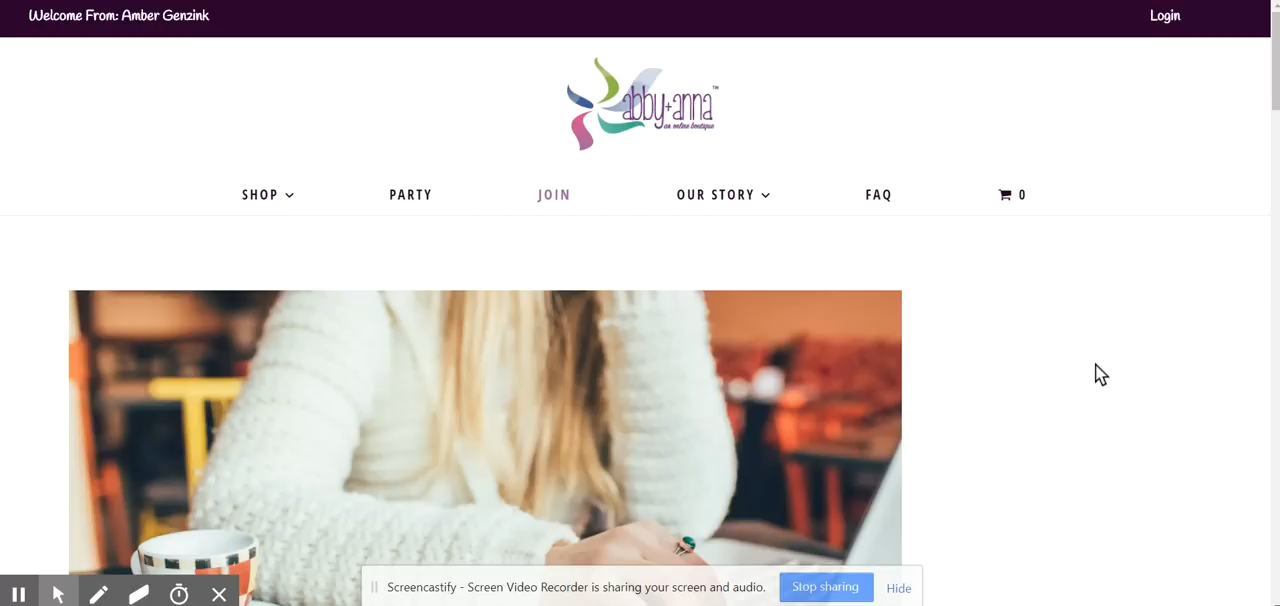 Welcome From: Amber Genzink
Login
abby+anna™
an online boutique
SHOP
PARTY
JOIN
OUR STORY
FAQ
0
Screencastify - Screen Video Recorder is sharing your screen and audio.
Stop sharing
Hide